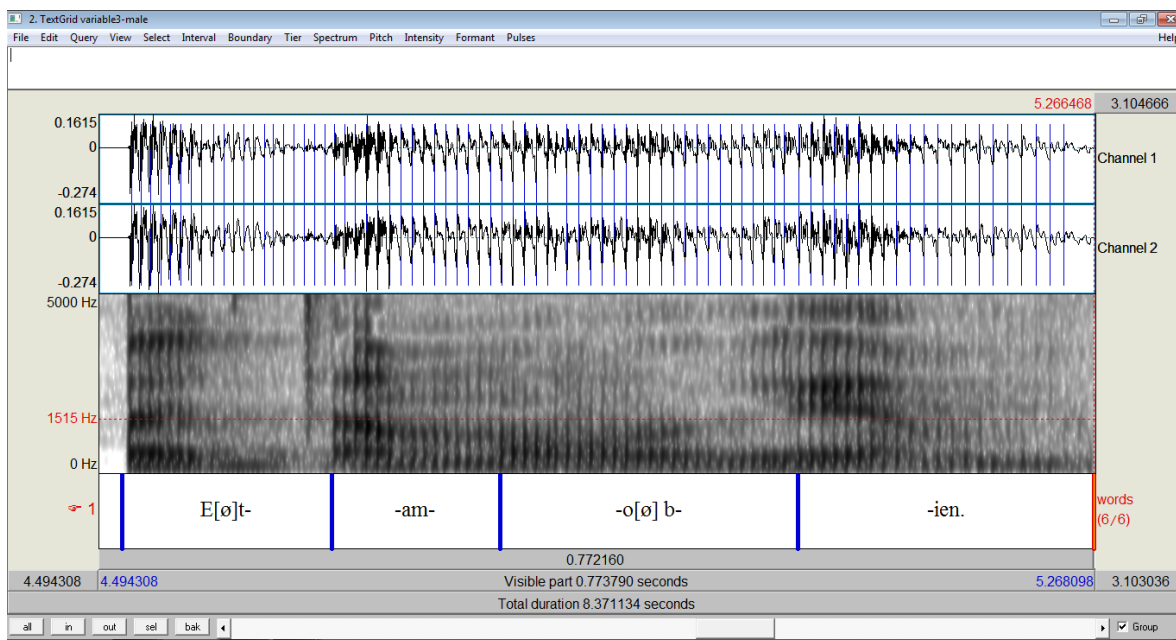 2. TextGrid variable3-male
File Edit Query View Select Interval Boundary Tier Spectrum Pitch Intensity Formant Pulses Help
5.266468 3.104666
0.1615
0
-0.274
Channel 1
0.1615
0
-0.274
Channel 2
5000 Hz
1515 Hz
0 Hz
1 E[ø]t- -am- -o[ø] b- -ien. words
(6/6)
0.772160
4.494308 4.494308 Visible part 0.773790 seconds 5.268098 3.103036
Total duration 8.371134 seconds
all in out sel bak Group